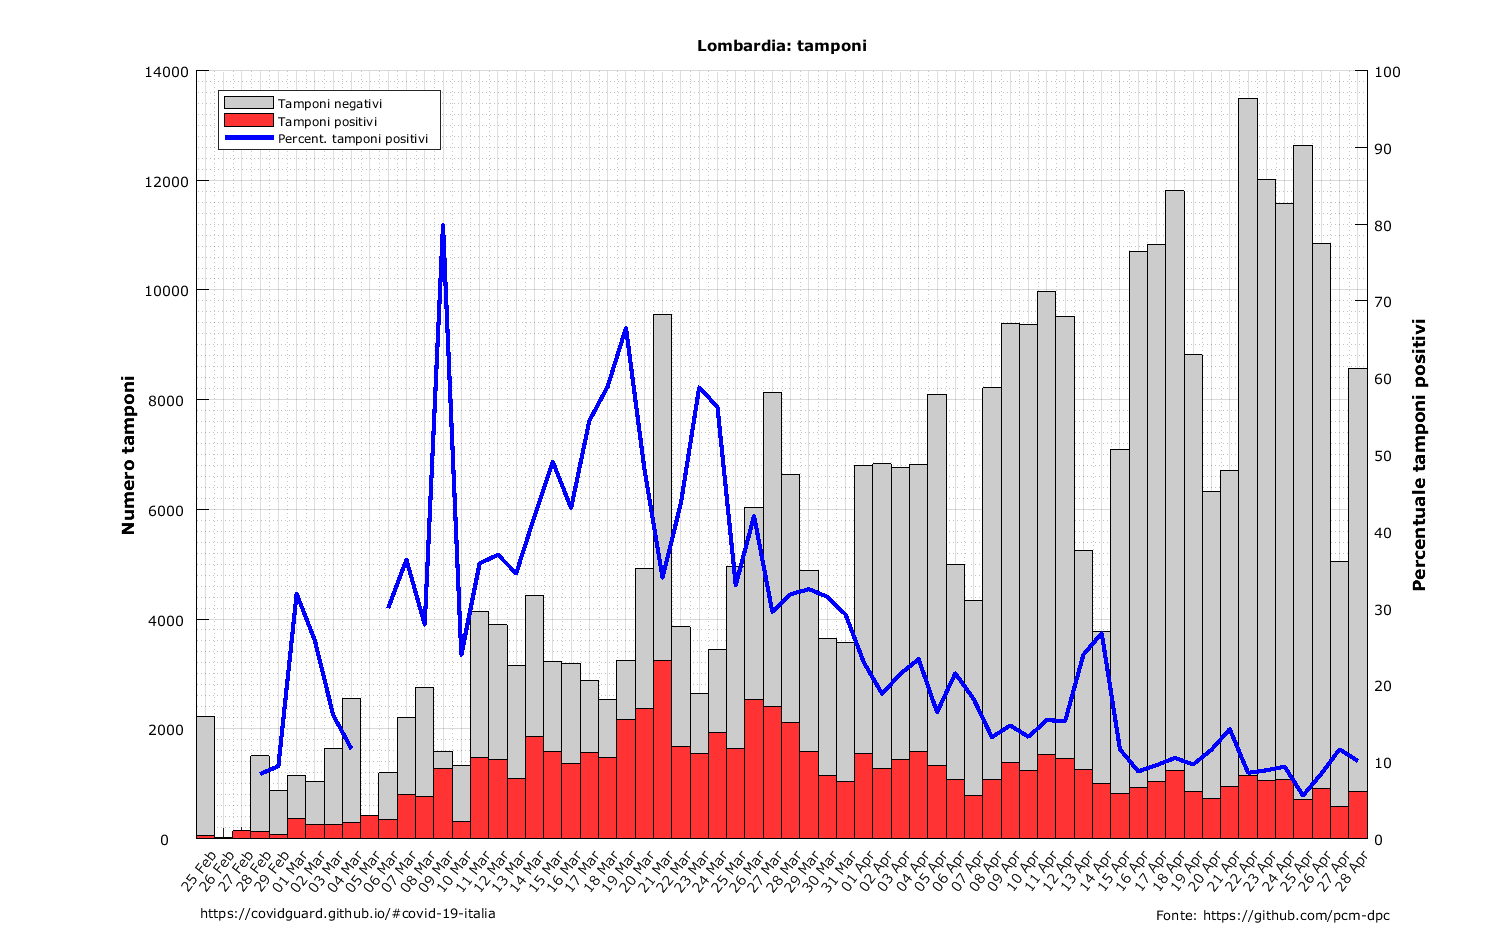 Lombardia: tamponi
Tamponi negativi
Tamponi positivi
Percent. tamponi positivi
Numero tamponi
14000
12000
10000
8000
6000
4000
2000
0
Percentuale tamponi positivi
100
90
80
70
60
50
40
30
20
10
0
25 Feb
26 Feb
27 Feb
28 Feb
29 Feb
01 Mar
02 Mar
03 Mar
04 Mar
05 Mar
06 Mar
07 Mar
08 Mar
09 Mar
10 Mar
11 Mar
12 Mar
13 Mar
14 Mar
15 Mar
16 Mar
17 Mar
18 Mar
19 Mar
20 Mar
21 Mar
22 Mar
23 Mar
24 Mar
25 Mar
26 Mar
27 Mar
28 Mar
29 Mar
30 Mar
31 Mar
01 Apr
02 Apr
03 Apr
04 Apr
05 Apr
06 Apr
07 Apr
08 Apr
09 Apr
10 Apr
11 Apr
12 Apr
13 Apr
14 Apr
15 Apr
16 Apr
17 Apr
18 Apr
19 Apr
20 Apr
21 Apr
22 Apr
23 Apr
24 Apr
25 Apr
26 Apr
27 Apr
28 Apr
https://covidguard.github.io/#covid-19-italia
Fonte: https://github.com/pcm-dpc